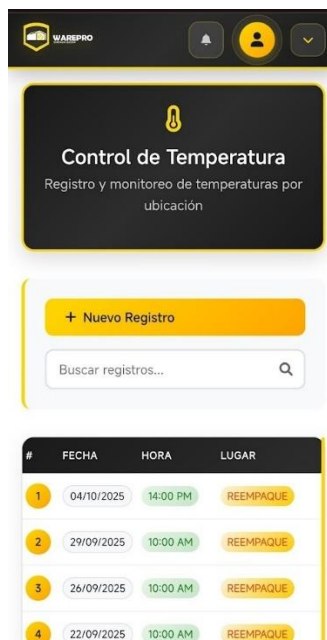 WAREPRO
Control de Temperatura
Registro y monitoreo de temperaturas por
ubicación
+ Nuevo Registro
Buscar registros...
# FECHA HORA LUGAR
1 04/10/2025 14:00 PM REEMPAQUE
2 29/09/2025 10:00 AM REEMPAQUE
3 26/09/2025 10:00 AM REEMPAQUE
4 22/09/2025 10:00 AM REEMPAQUE